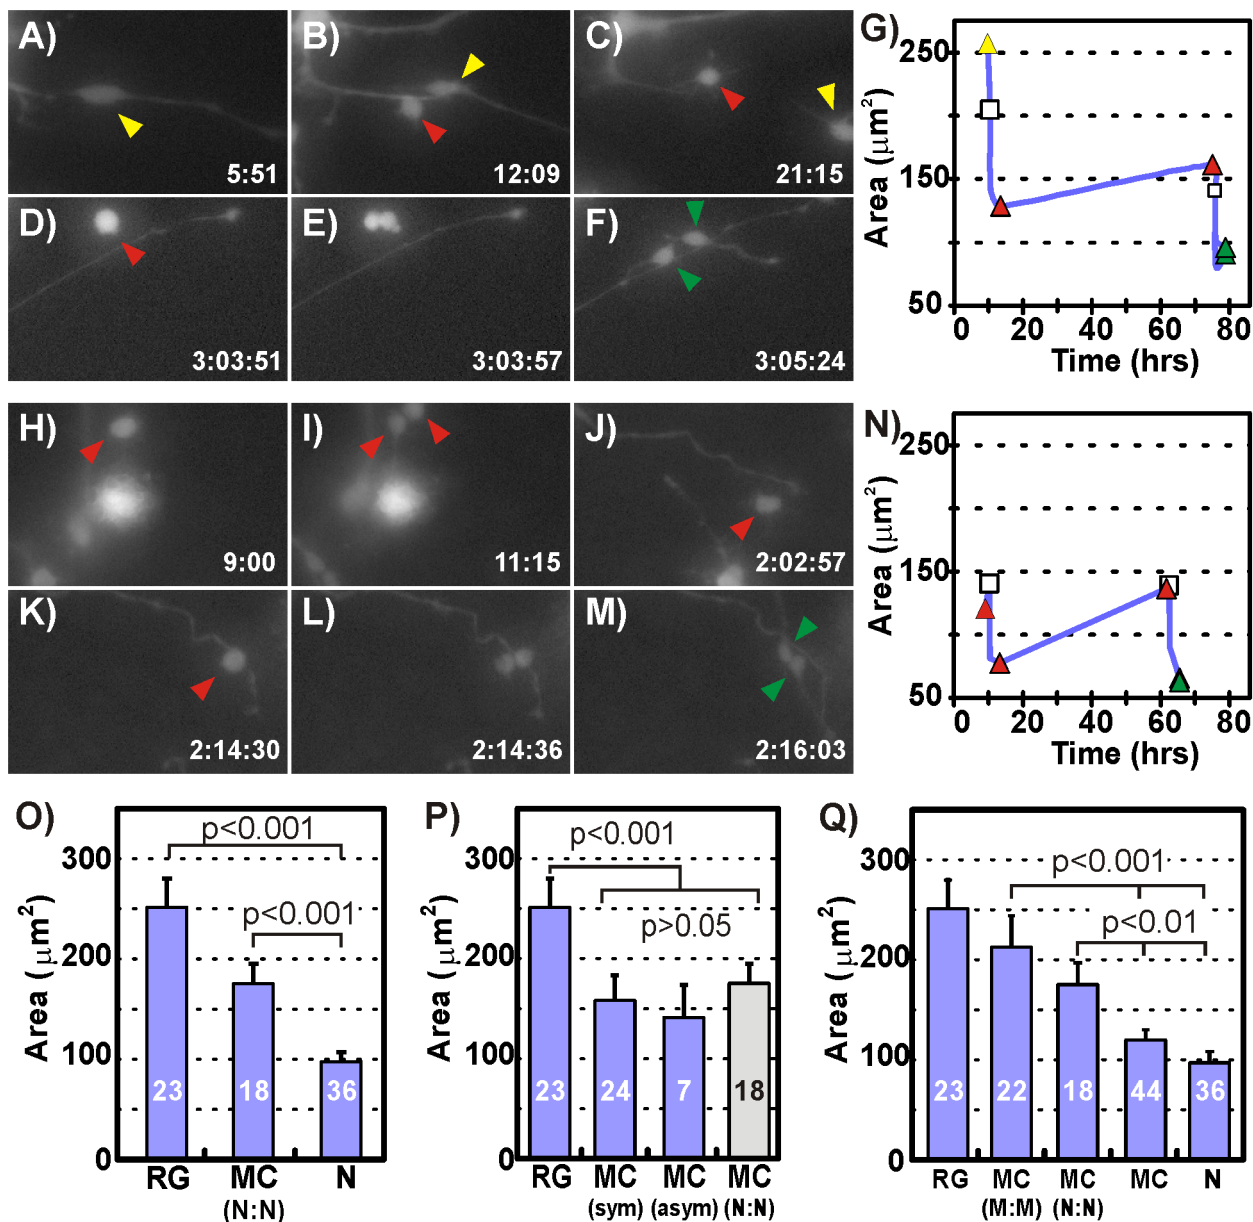 A)
5:51
B)
12:09
C)
21:15
D)
3:03:51
E)
3:03:57
F)
3:05:24
G)
Area (μm²)
250
150
50
0 20 40 60 80
Time (hrs)
H)
9:00
I)
11:15
J)
2:02:57
K)
2:14:30
L)
2:14:36
M)
2:16:03
N)
Area (μm²)
250
150
50
0 20 40 60 80
Time (hrs)
O)
p<0.001
p<0.001
Area (μm²)
300
200
100
0
23 18 36
RG MC N
(N:N)
P)
p<0.001
p>0.05
Area (μm²)
300
200
100
0
23 24 7 18
RG MC MC MC
(sym) (asym) (N:N)
Q)
p<0.001
p<0.01
Area (μm²)
300
200
100
0
23 22 18 44 36
RG MC MC MC N
(M:M) (N:N)